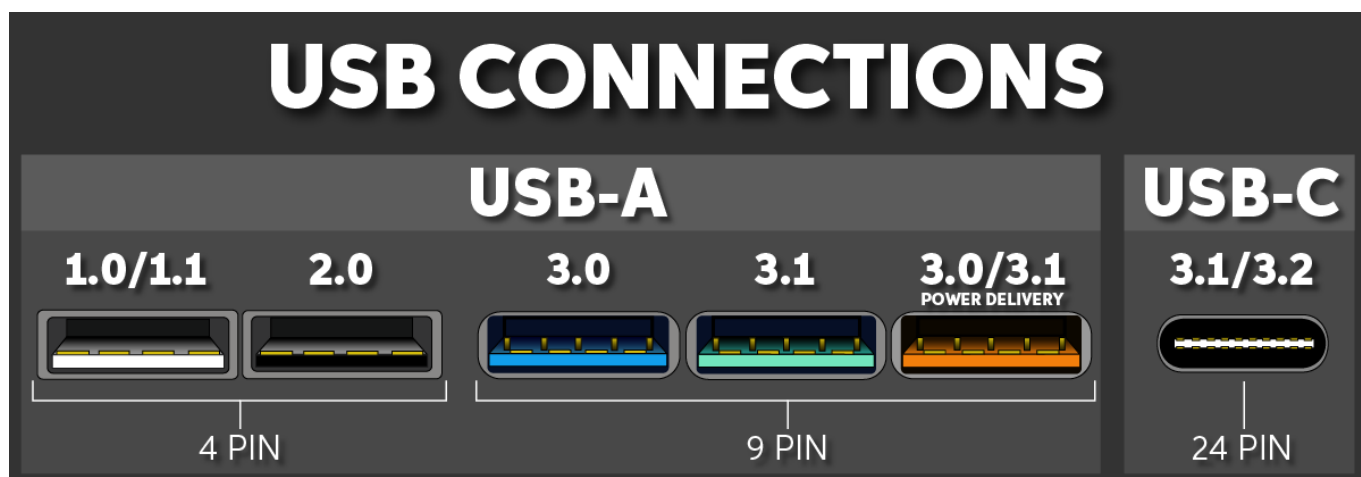 USB CONNECTIONS
USB-A
USB-C
1.0/1.1
2.0
3.0
3.1
3.0/3.1
POWER DELIVERY
3.1/3.2
4 PIN
9 PIN
24 PIN